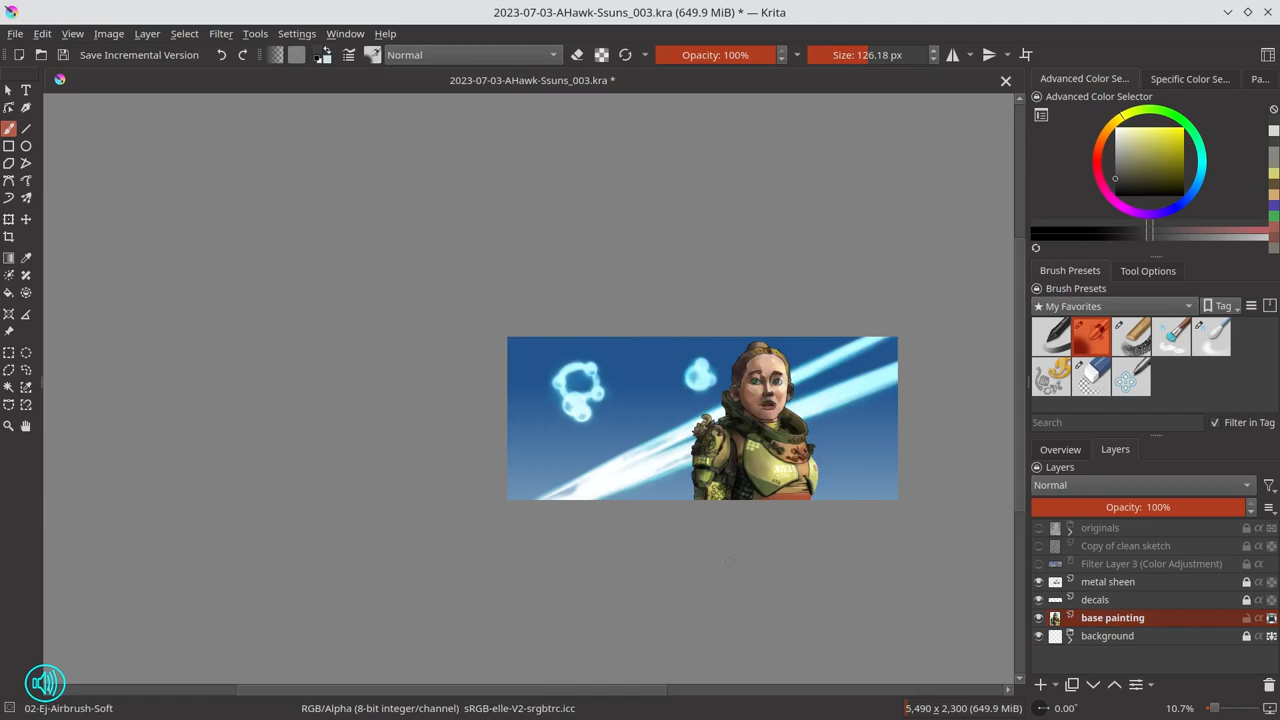 2023-07-03-AHawk-Ssuns_003.kra (649.9 MiB) * — Krita
File Edit View Image Layer Select Filter Tools Settings Window Help
Save Incremental Version Normal Opacity: 100% Size: 126.18 px
2023-07-03-AHawk-Ssuns_003.kra *
Advanced Color Se... Specific Color Se... Pa...
Advanced Color Selector
Brush Presets Tool Options
Brush Presets
My Favorites Tag
Search Filter in Tag
Overview Layers
Layers
Normal
Opacity: 100%
originals
Copy of clean sketch
Filter Layer 3 (Color Adjustment)
metal sheen
decals
base painting
background
02-Ej-Airbrush-Soft RGB/Alpha (8-bit integer/channel) sRGB-elle-V2-srgbtrc.icc 5,490 x 2,300 (649.9 MiB) 0.00° 10.7%